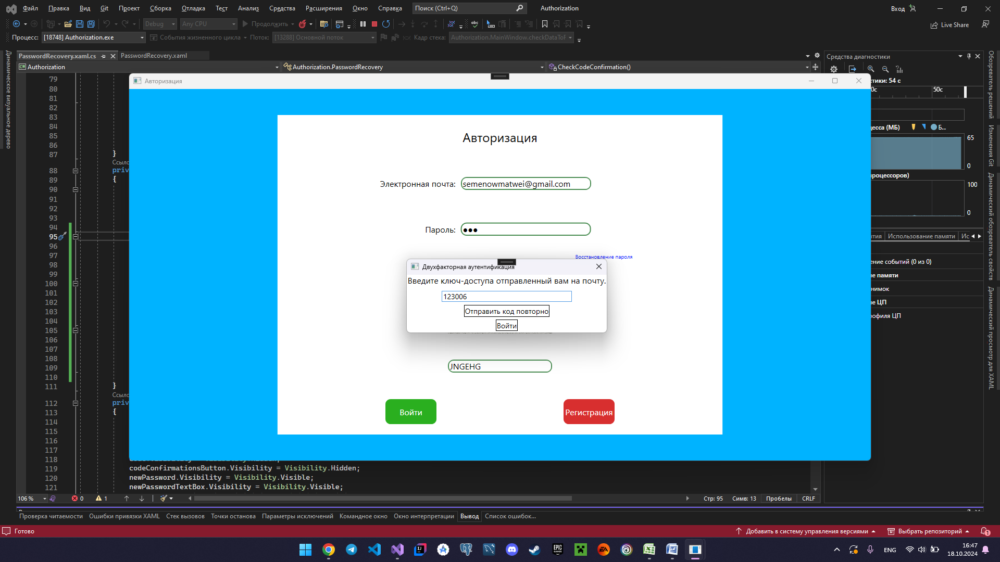 Файл Правка Вид Git Проект Сборка Отладка Тест Анализ Средства Расширения Окно Справка Поиск (Ctrl+Q) Authorization Вход
Debug Any CPU Продолжить Live Share
Процесс: [18748] Authorization.exe События жизненного цикла Поток: [13288] Основной поток Кадр стека: Authorization.MainWindow.checkDataToF
PasswordRecovery.xaml.cs PasswordRecovery.xaml
Authorization Authorization.PasswordRecovery CheckCodeConfirmation()
Динамическое визуальное дерево
79
80
81
82
83
84
85
86
87 }
Ссыло
88 priv
89 {
90
91
92
93
94
95
96
97
98
99
100
101
102
103
104
105
106
107
108
109
110
111 }
Ссыло
112 priv
113 {
114
115
116
117
118
119 codeConfirmationsButton.Visibility = Visibility.Hidden;
120 newPassword.Visibility = Visibility.Visible;
121 newPasswordTextBox.Visibility = Visibility.Visible;
Авторизация
Авторизация
Электронная почта: semenowmatwei@gmail.com
Пароль: ●●●
Восстановление пароля
Двухфакторная аутентификация
Введите ключ-доступа отправленный вам на почту.
123006
Отправить код повторно
Войти
JNGEHG
Войти Регистрация
Средства диагностики
стики: 54 с
0с 50с
цесса (МБ) Б...
65
0
процессоров)
100
0
Использование памяти Ис
ение событий (0 из 0)
е памяти
нимок
е ЦП
рофиля ЦП
Обозреватель решений
Изменения Git
Динамический обозреватель свойств
Динамический просмотр для XAML
106 % 0 1 Стр: 95 Симв: 13 Пробелы CRLF
Проверка читаемости Ошибки привязки XAML Стек вызовов Точки останова Параметры исключений Командное окно Окно интерпретации Вывод Список ошибок...
Готово Добавить в систему управления версиями Выбрать репозиторий 1
EPIC GAMES EA ENG 16:47
18.10.2024